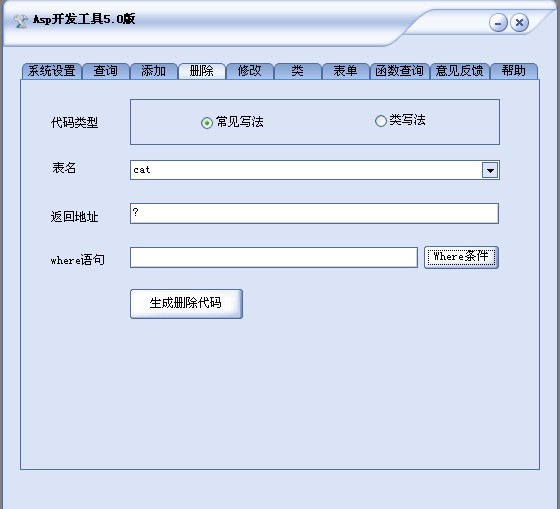 Asp开发工具5.0版
系统设置 查询 添加 删除 修改 类 表单 函数查询 意见反馈 帮助
代码类型 常见写法 类写法
表名 cat
返回地址 ?
where语句 Where条件
生成删除代码